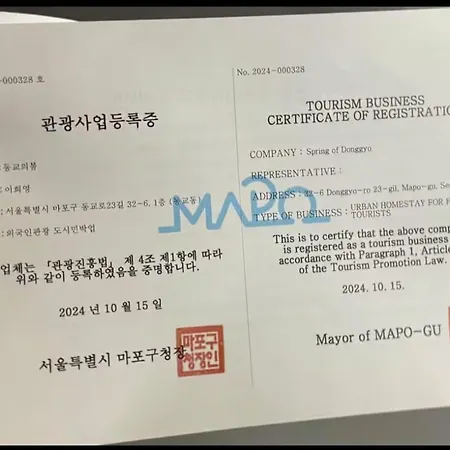 -000328 호
관광사업등록증
: 동교의봄
: 이희영
: 서울특별시 마포구 동교로23길 32-6, 1층 (동교동)
: 외국인관광 도시민박업
업체는 「관광진흥법」 제 4조 제1항에 따라
위와 같이 등록하였음을 증명합니다.
2024 년 10 월 15 일
서울특별시 마포구청장
마포구
청장인
MAPO
No. 2024-000328
TOURISM BUSINESS
CERTIFICATE OF REGISTRATIO
COMPANY : Spring of Donggyo
REPRESENTATIVE :
ADDRESS : 32-6 Donggyo-ro 23-gil, Mapo-gu, Se
TYPE OF BUSINESS : URBAN HOMESTAY FOR F
TOURISTS
This is to certify that the above comp
is registered as a tourism business
accordance with Paragraph 1, Article
of the Tourism Promotion Law.
2024. 10. 15.
Mayor of MAPO-GU
마포
청장